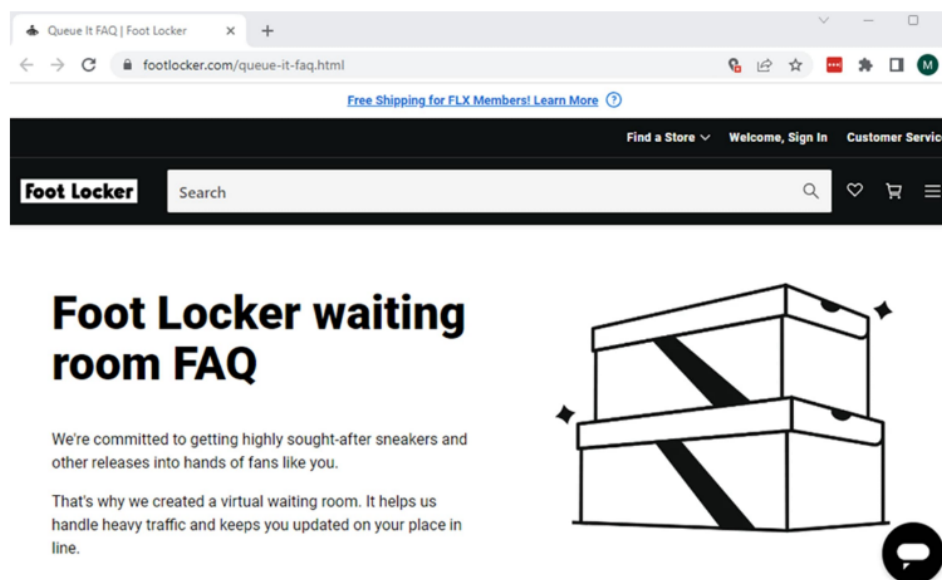 Queue It FAQ | Foot Locker
footlocker.com/queue-it-faq.html
M
Free Shipping for FLX Members! Learn More ?
Find a Store Welcome, Sign In Customer Servic
Foot Locker Search
Foot Locker waiting
room FAQ
We're committed to getting highly sought-after sneakers and
other releases into hands of fans like you.
That's why we created a virtual waiting room. It helps us
handle heavy traffic and keeps you updated on your place in
line.